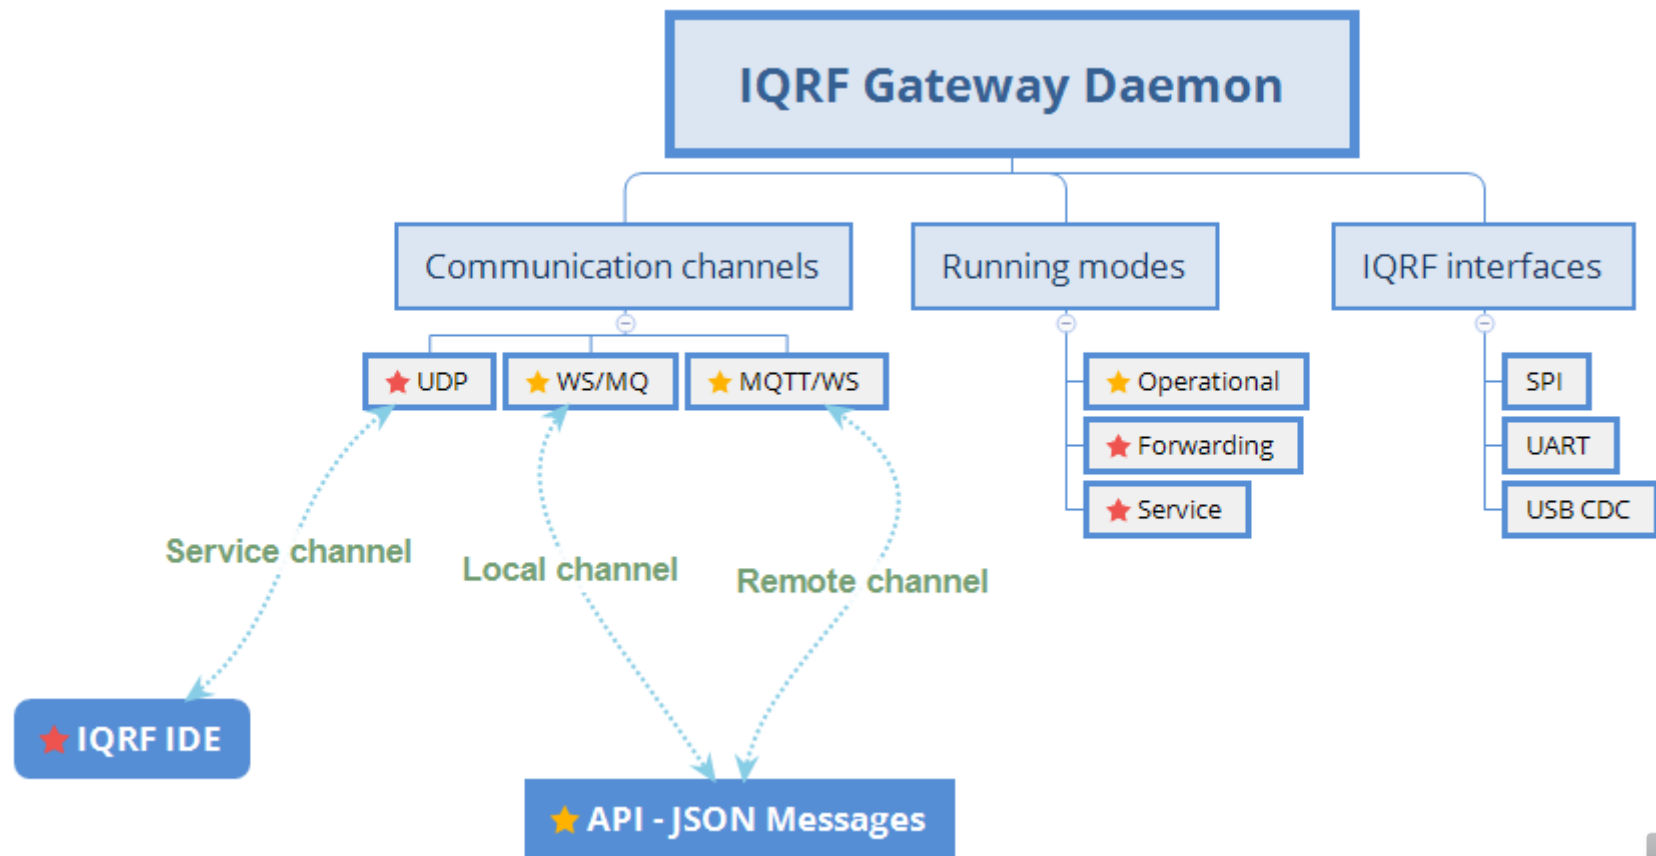 IQRF Gateway Daemon
Communication channels
Running modes
IQRF interfaces
UDP
WS/MQ
MQTT/WS
Operational
Forwarding
Service
SPI
UART
USB CDC
Service channel
Local channel
Remote channel
IQRF IDE
API - JSON Messages